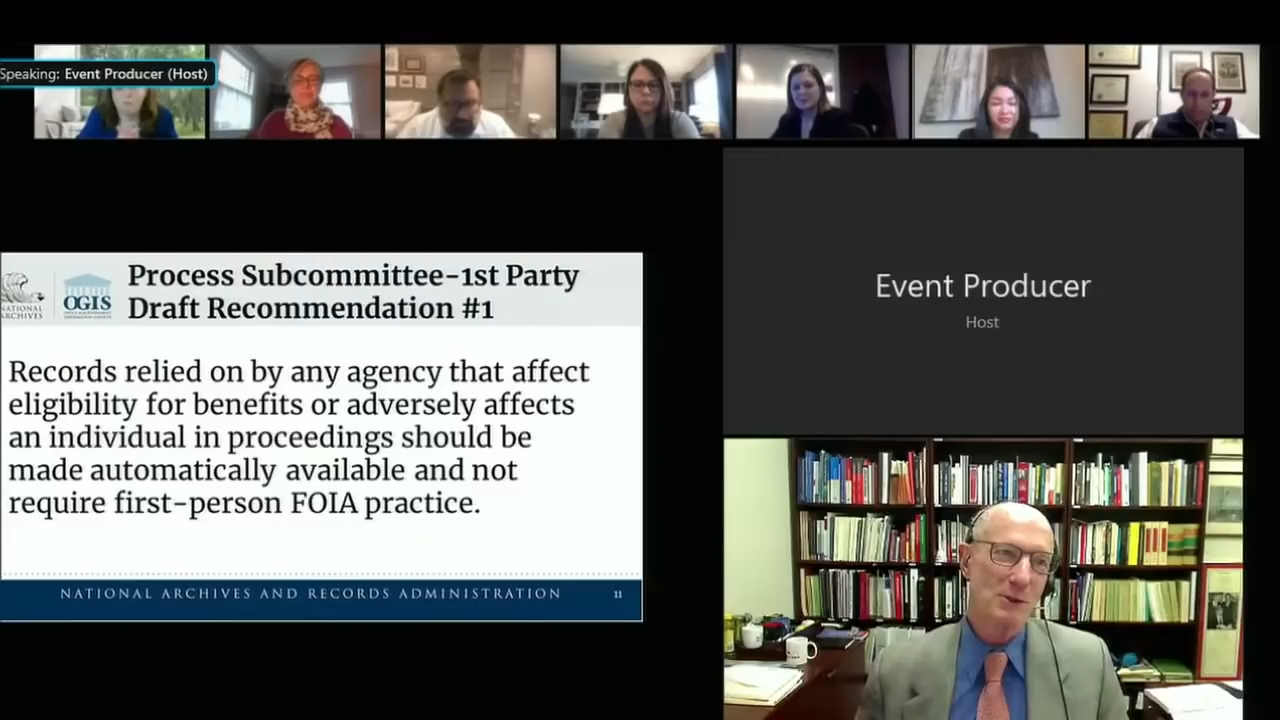 Speaking: Event Producer (Host)
Event Producer
Host
NATIONAL
ARCHIVES
OGIS
Process Subcommittee-1st Party
Draft Recommendation #1
Records relied on by any agency that affect
eligibility for benefits or adversely affects
an individual in proceedings should be
made automatically available and not
require first-person FOIA practice.
NATIONAL ARCHIVES AND RECORDS ADMINISTRATION
11